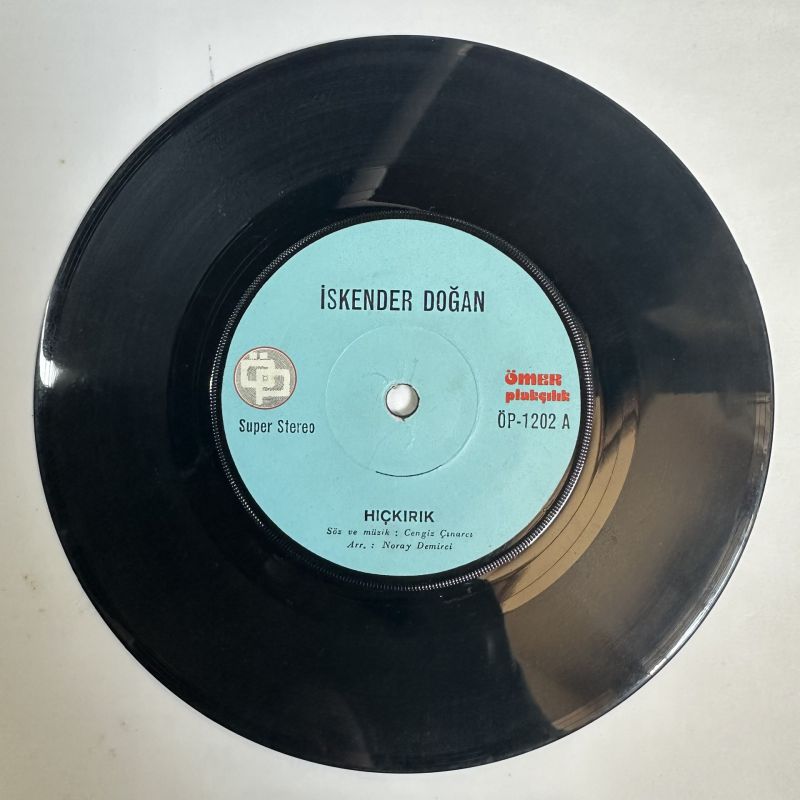 İSKENDER DOĞAN
öp
Super Stereo
ÖMER
plakçılık
ÖP-1202 A
HIÇKIRIK
Söz ve müzik : Cengiz Çınarcı
Arr. : Noray Demirci